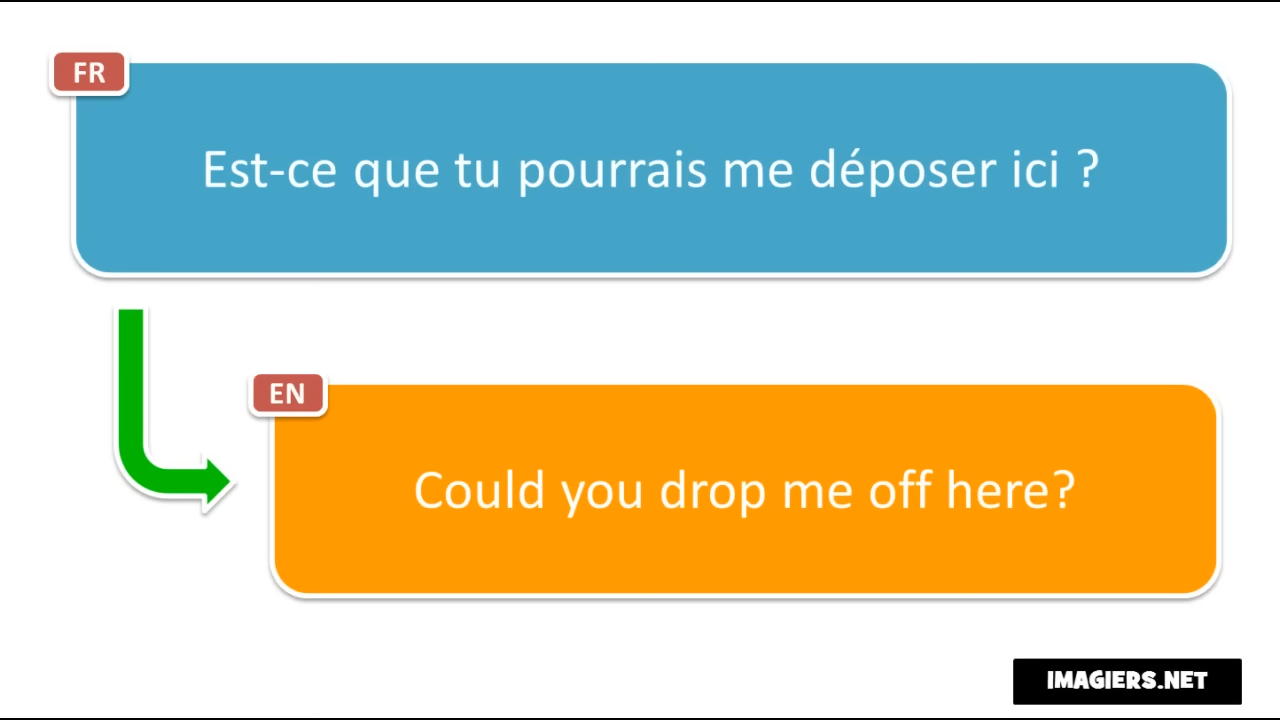 FR
Est-ce que tu pourrais me déposer ici ?
EN
Could you drop me off here?
IMAGIERS.NET